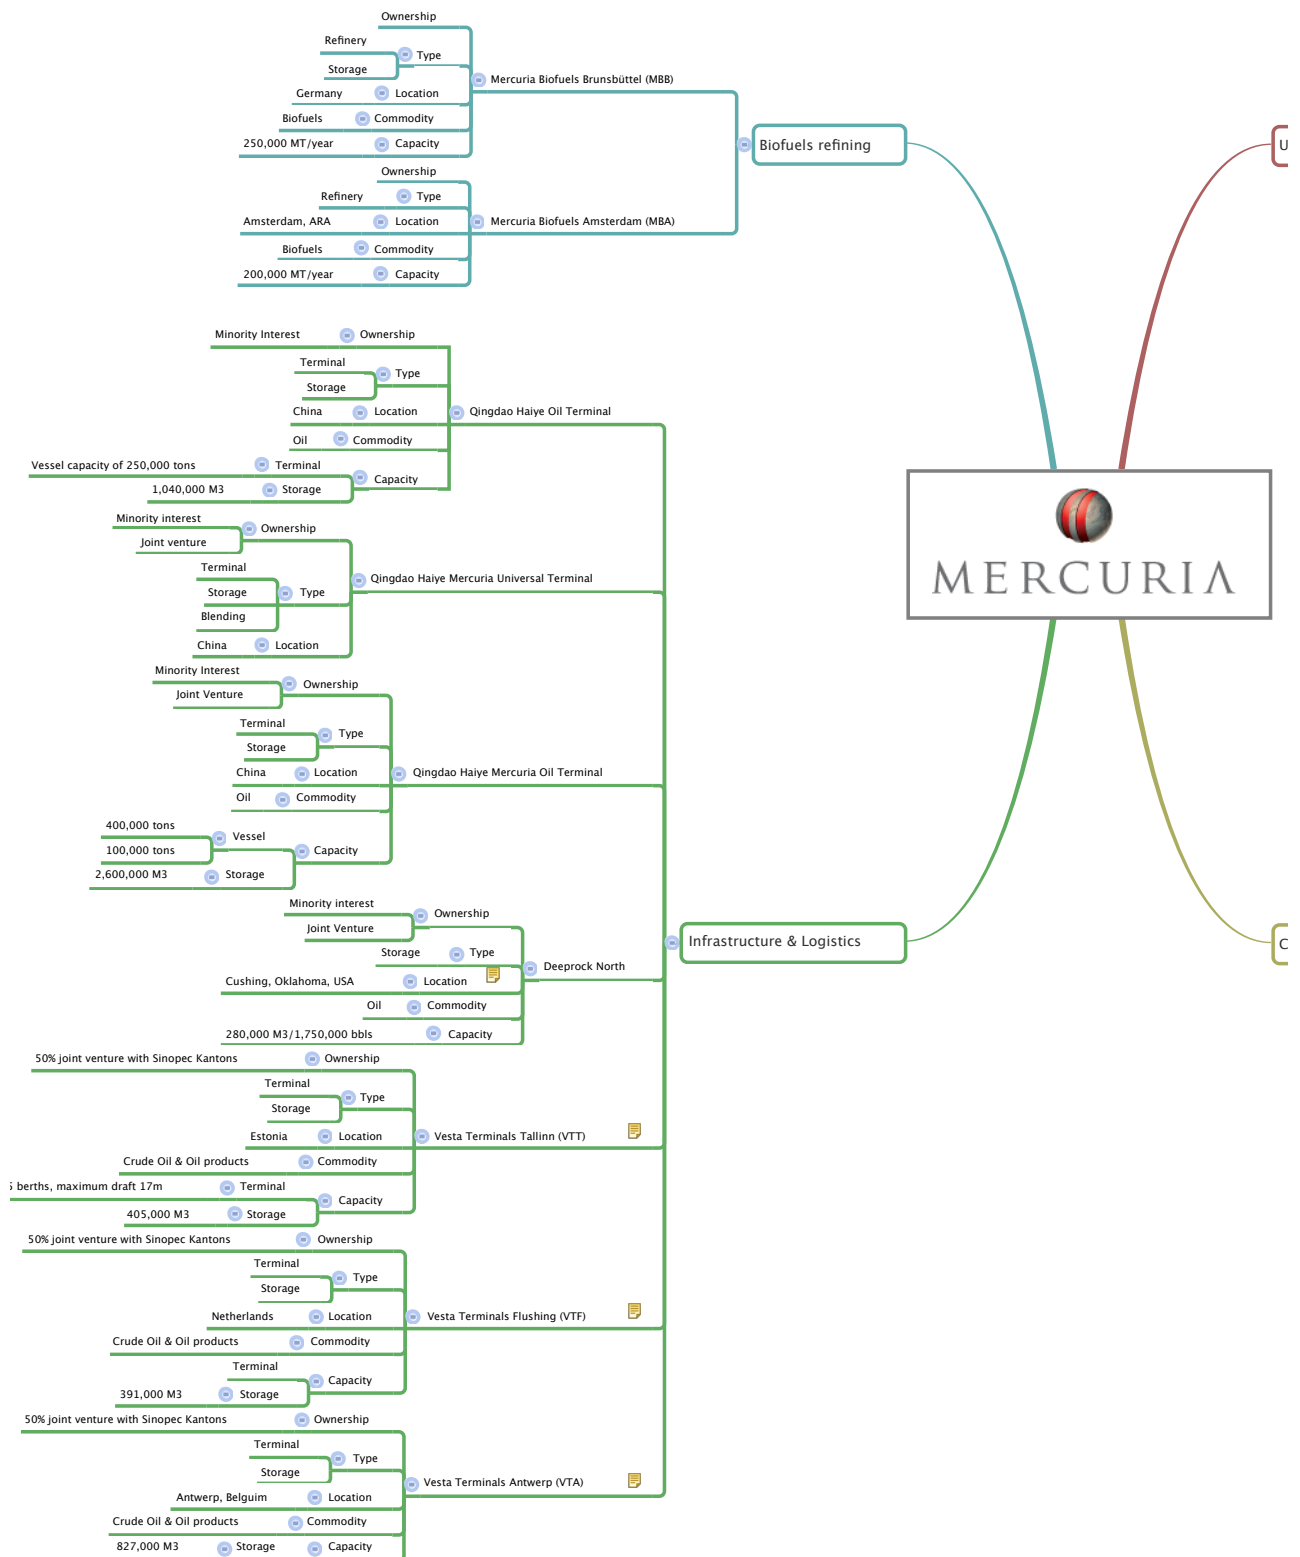 Ownership
Refinery
Type
Storage
Mercuria Biofuels Brunsbüttel (MBB)
Germany Location
Biofuels Commodity
250,000 MT/year Capacity
Biofuels refining
U
Ownership
Refinery Type
Amsterdam, ARA Location Mercuria Biofuels Amsterdam (MBA)
Biofuels Commodity
200,000 MT/year Capacity
Minority Interest Ownership
Terminal
Type
Storage
China Location Qingdao Haiye Oil Terminal
Oil Commodity
Vessel capacity of 250,000 tons Terminal
Capacity
1,040,000 M3 Storage
MERCURIA
Minority interest
Ownership
Joint venture
Terminal
Qingdao Haiye Mercuria Universal Terminal
Storage Type
Blending
China Location
Minority Interest
Ownership
Joint Venture
Terminal
Type
Storage
China Location Qingdao Haiye Mercuria Oil Terminal
Oil Commodity
400,000 tons
Vessel
100,000 tons
Capacity
2,600,000 M3 Storage
Minority interest
Ownership
Joint Venture
Infrastructure & Logistics
C
Storage Type
Deeprock North
Cushing, Oklahoma, USA Location
Oil Commodity
280,000 M3/1,750,000 bbls Capacity
50% joint venture with Sinopec Kantons Ownership
Terminal
Type
Storage
Estonia Location Vesta Terminals Tallinn (VTT)
Crude Oil & Oil products Commodity
berths, maximum draft 17m Terminal
Capacity
405,000 M3 Storage
50% joint venture with Sinopec Kantons Ownership
Terminal
Type
Storage
Netherlands Location Vesta Terminals Flushing (VTF)
Crude Oil & Oil products Commodity
Terminal
Capacity
391,000 M3 Storage
50% joint venture with Sinopec Kantons Ownership
Terminal
Type
Storage
Vesta Terminals Antwerp (VTA)
Antwerp, Belguim Location
Crude Oil & Oil products Commodity
827,000 M3 Storage Capacity